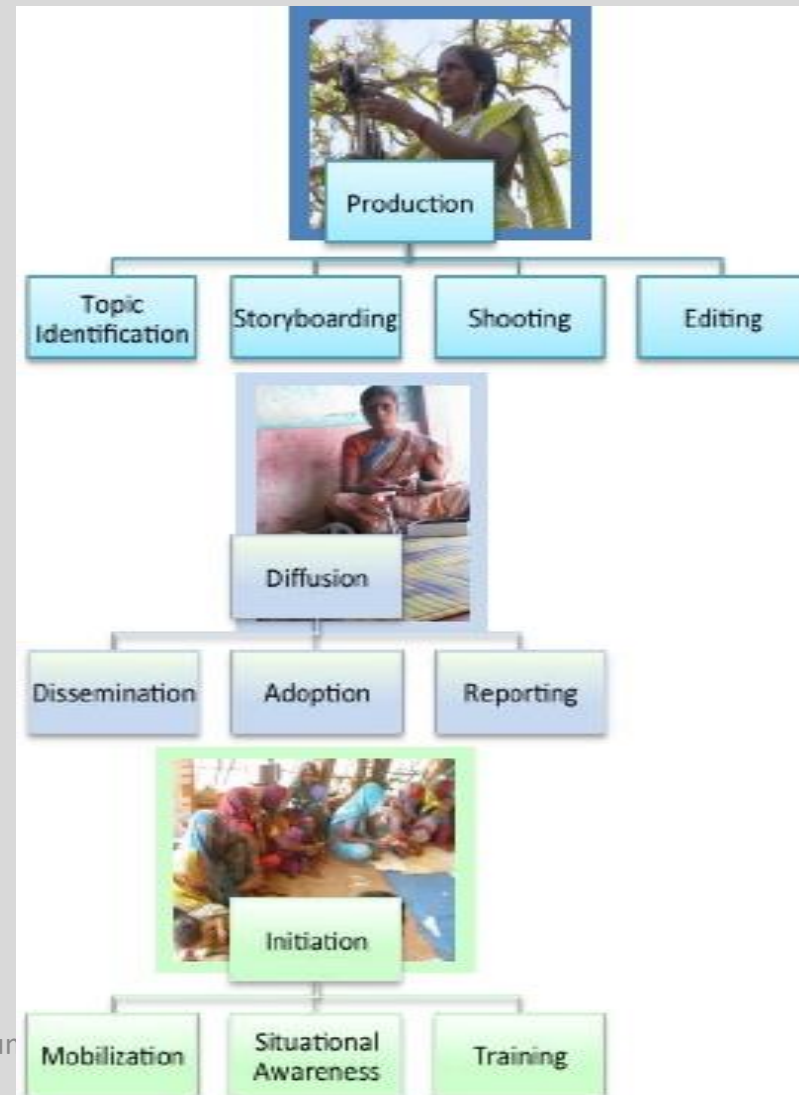 Production
Topic
Identification
Storyboarding
Shooting
Editing
Diffusion
Dissemination
Adoption
Reporting
Initiation
Mobilization
Situational
Awareness
Training